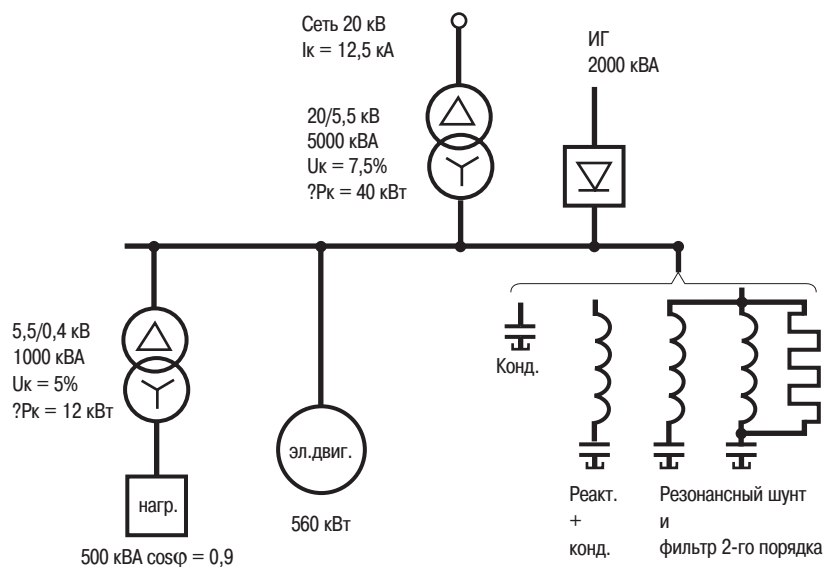 Сеть 20 кВ
Iк = 12,5 кА
ИГ
2000 кВА
20/5,5 кВ
5000 кВА
Uк = 7,5%
?Рк = 40 кВт
5,5/0,4 кВ
1000 кВА
Uк = 5%
?Рк = 12 кВт
Конд.
эл.двиг.
нагр.
560 кВт
500 кВА cosφ = 0,9
Реакт.
+
конд.
Резонансный шунт
и
фильтр 2-го порядка